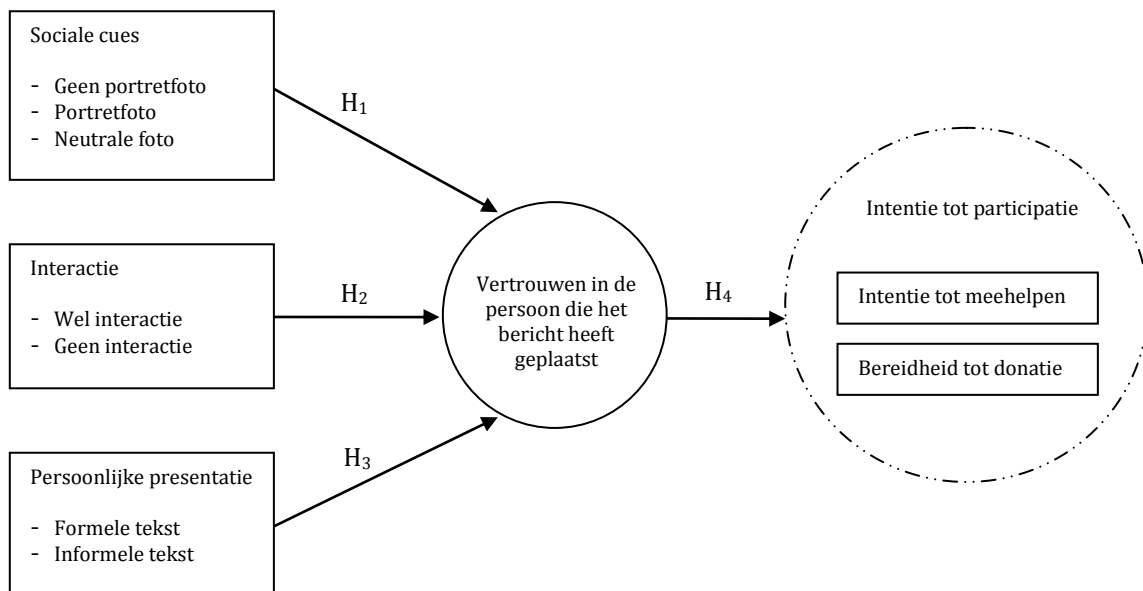 Sociale cues
- Geen portretfoto
- Portretfoto
- Neutrale foto
H₁
Interactie
- Wel interactie
- Geen interactie
H₂
Persoonlijke presentatie
- Formele tekst
- Informele tekst
H₃
Vertrouwen in de
persoon die het
bericht heeft
geplaatst
H₄
Intentie tot participatie
Intentie tot meehelpen
Bereidheid tot donatie